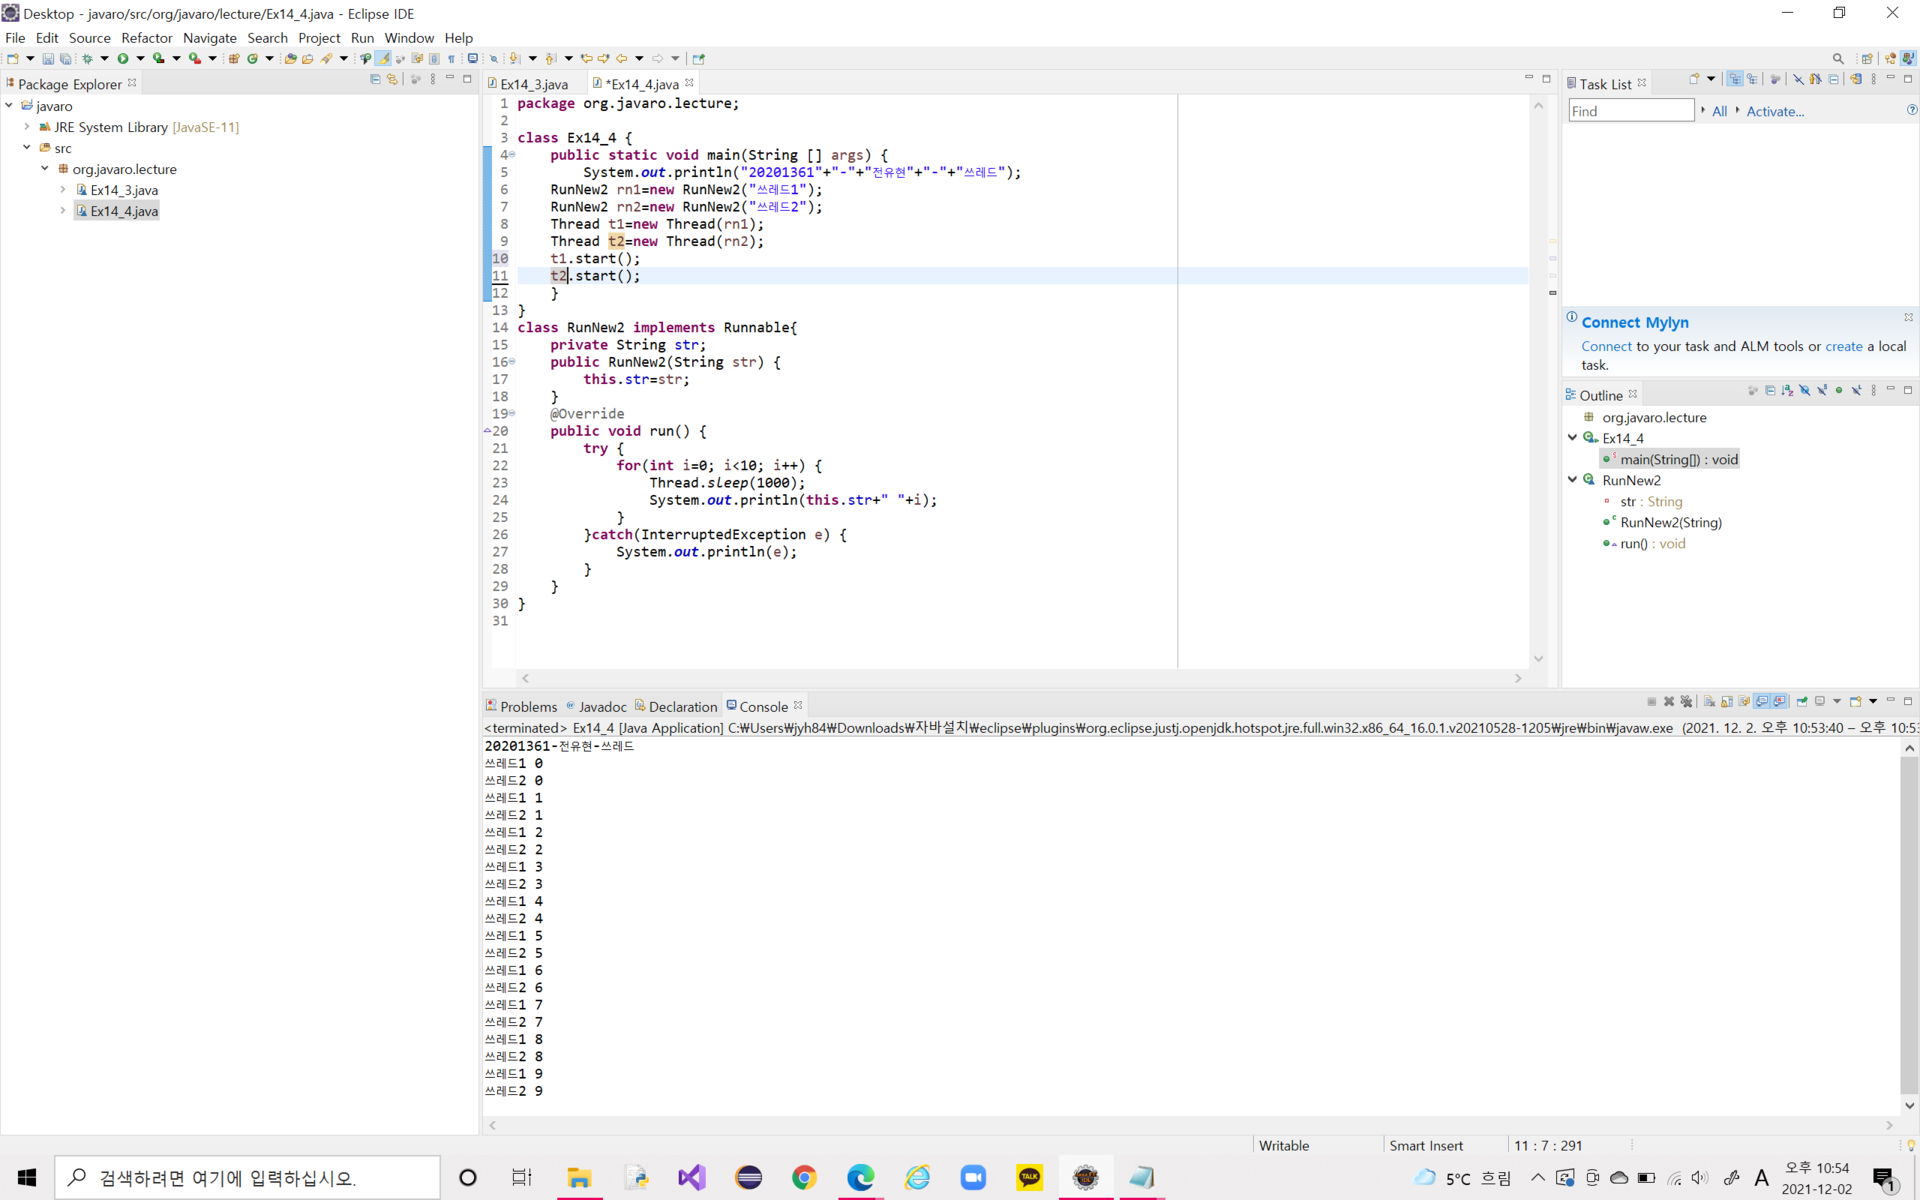 Desktop - javaro/src/org/javaro/lecture/Ex14_4.java - Eclipse IDE
File Edit Source Refactor Navigate Search Project Run Window Help
Package Explorer
javaro
JRE System Library [JavaSE-11]
src
org.javaro.lecture
Ex14_3.java
Ex14_4.java
Ex14_3.java *Ex14_4.java
1 package org.javaro.lecture;
2
3 class Ex14_4 {
4 public static void main(String [] args) {
5 System.out.println("20201361"+"-"+"전유현"+"-"+"쓰레드");
6 RunNew2 rn1=new RunNew2("쓰레드1");
7 RunNew2 rn2=new RunNew2("쓰레드2");
8 Thread t1=new Thread(rn1);
9 Thread t2=new Thread(rn2);
10 t1.start();
11 t2.start();
12 }
13 }
14 class RunNew2 implements Runnable{
15 private String str;
16 public RunNew2(String str) {
17 this.str=str;
18 }
19 @Override
20 public void run() {
21 try {
22 for(int i=0; i<10; i++) {
23 Thread.sleep(1000);
24 System.out.println(this.str+" "+i);
25 }
26 }catch(InterruptedException e) {
27 System.out.println(e);
28 }
29 }
30 }
31
Task List
Find All Activate...
Connect Mylyn
Connect to your task and ALM tools or create a local
task.
Outline
org.javaro.lecture
Ex14_4
main(String[]) : void
RunNew2
str : String
RunNew2(String)
run() : void
Problems Javadoc Declaration Console
<terminated> Ex14_4 [Java Application] C:₩Users₩jyh84₩Downloads₩자바설치₩eclipse₩plugins₩org.eclipse.justj.openjdk.hotspot.jre.full.win32.x86_64_16.0.1.v20210528-1205₩jre₩bin₩javaw.exe (2021. 12. 2. 오후 10:53:40 – 오후 10:53
20201361-전유현-쓰레드
쓰레드1 0
쓰레드2 0
쓰레드1 1
쓰레드2 1
쓰레드1 2
쓰레드2 2
쓰레드1 3
쓰레드2 3
쓰레드1 4
쓰레드2 4
쓰레드1 5
쓰레드2 5
쓰레드1 6
쓰레드2 6
쓰레드1 7
쓰레드2 7
쓰레드1 8
쓰레드2 8
쓰레드1 9
쓰레드2 9
Writable Smart Insert 11 : 7 : 291
검색하려면 여기에 입력하십시오.
TALK
5°C 흐림
A
오후 10:54
2021-12-02
1